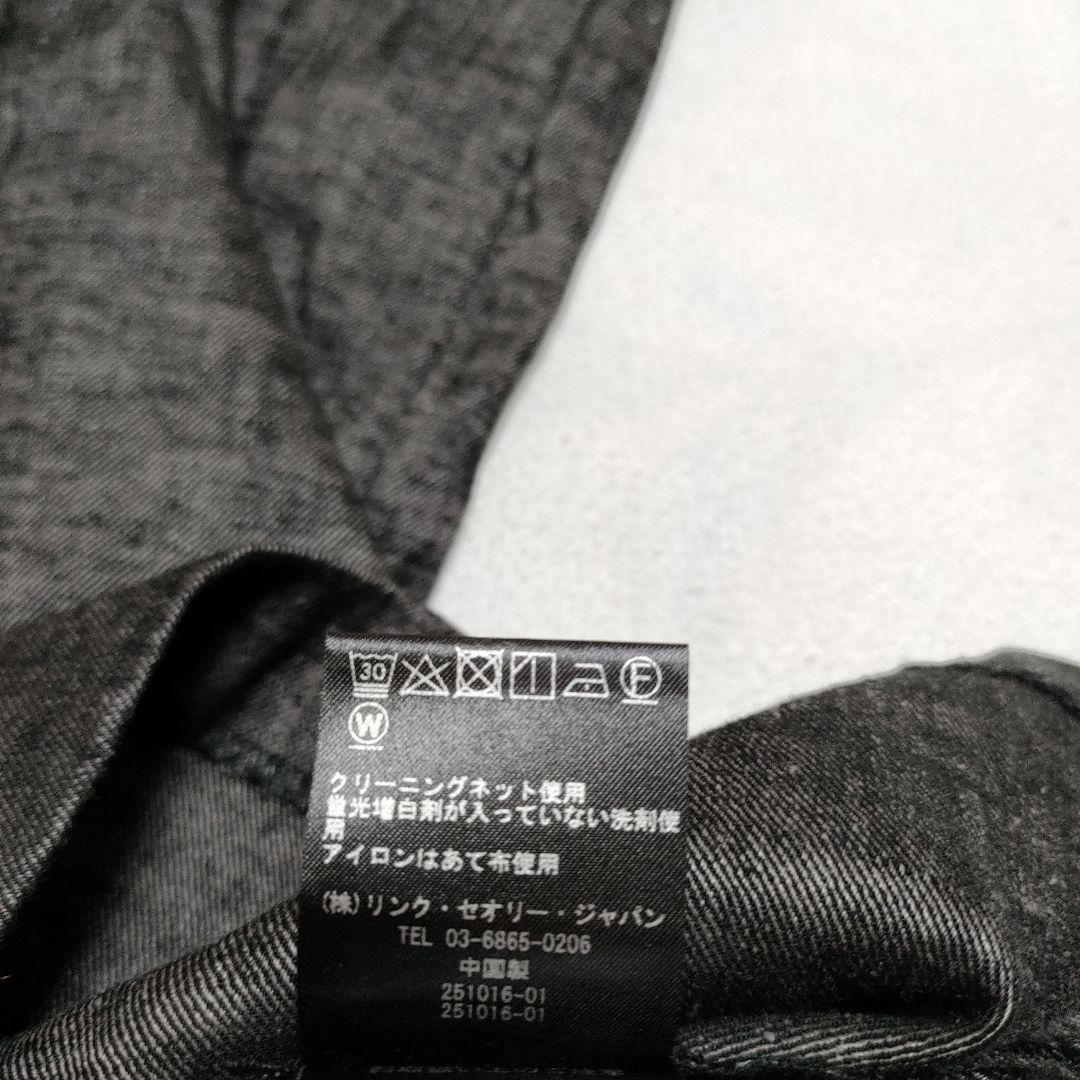 30
F
W
クリーニングネット使用
蛍光増白剤が入っていない洗剤使
用
アイロンはあて布使用
(株)リンク・セオリー・ジャパン
TEL 03-6865-0206
中国製
251016-01
251016-01